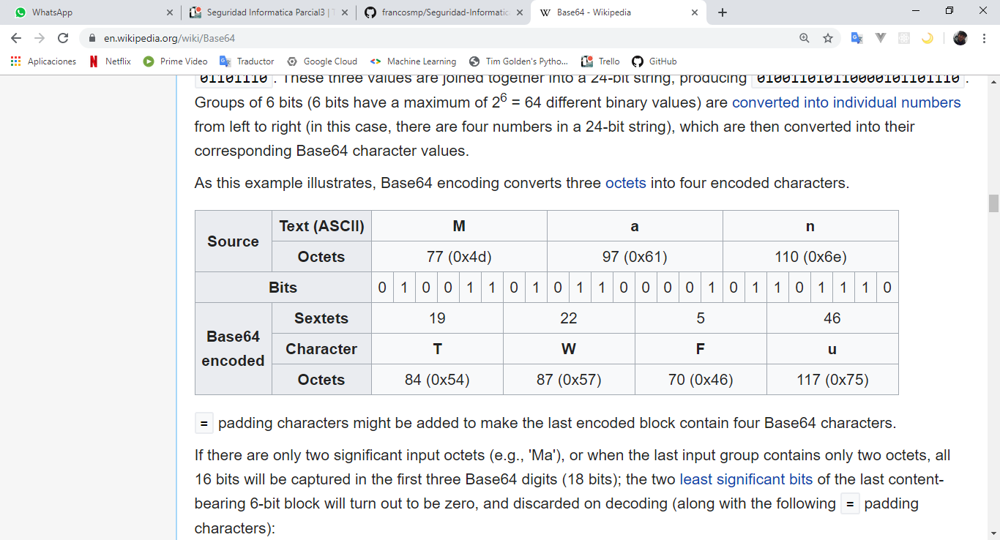 WhatsApp
Seguridad Informatica Parcial3 |
francosmp/Seguridad-Informatic
Base64 - Wikipedia
en.wikipedia.org/wiki/Base64
Aplicaciones Netflix Prime Video Traductor Google Cloud Machine Learning Tim Golden's Pytho... Trello GitHub
01101110 . These three values are joined together into a 24-bit string, producing 010011010110000101101110 .
Groups of 6 bits (6 bits have a maximum of 2⁶ = 64 different binary values) are converted into individual numbers
from left to right (in this case, there are four numbers in a 24-bit string), which are then converted into their
corresponding Base64 character values.
As this example illustrates, Base64 encoding converts three octets into four encoded characters.
Source Text (ASCII) M a n
Octets 77 (0x4d) 97 (0x61) 110 (0x6e)
Bits 0 1 0 0 1 1 0 1 0 1 1 0 0 0 0 1 0 1 1 0 1 1 1 0
Base64 encoded Sextets 19 22 5 46
Character T W F u
Octets 84 (0x54) 87 (0x57) 70 (0x46) 117 (0x75)
= padding characters might be added to make the last encoded block contain four Base64 characters.
If there are only two significant input octets (e.g., 'Ma'), or when the last input group contains only two octets, all
16 bits will be captured in the first three Base64 digits (18 bits); the two least significant bits of the last content-
bearing 6-bit block will turn out to be zero, and discarded on decoding (along with the following = padding
characters):